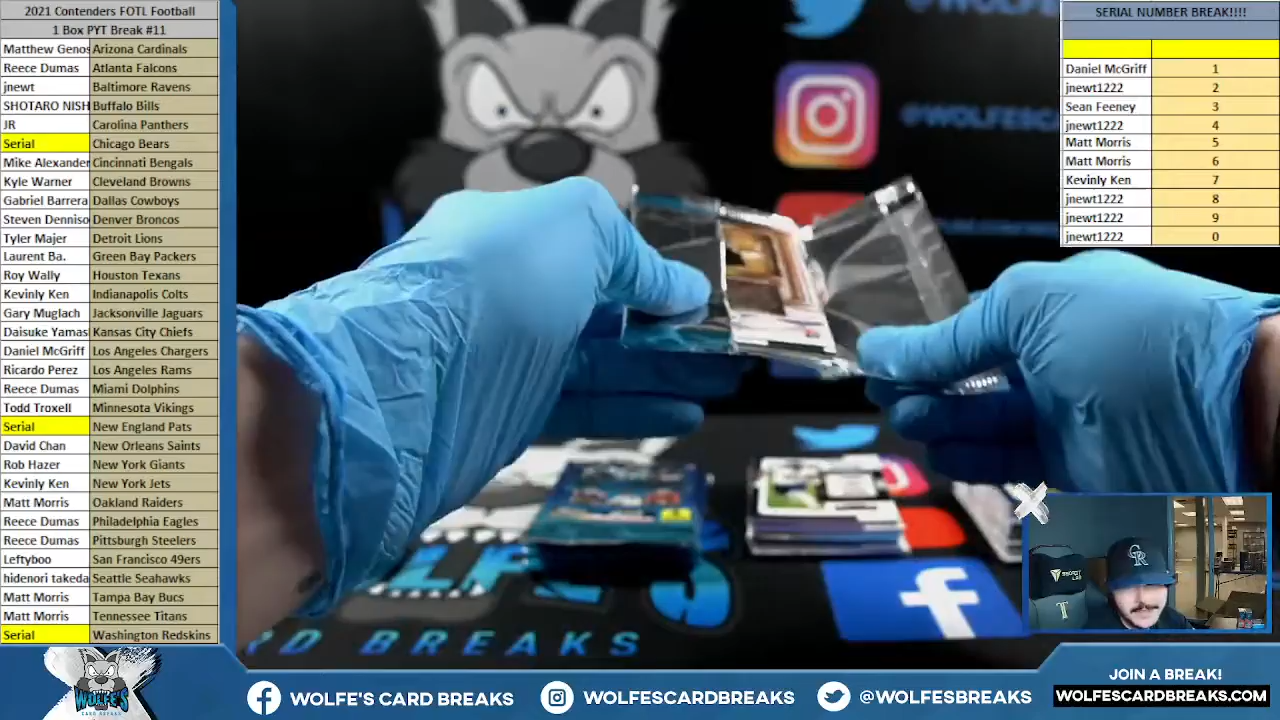 2021 Contenders FOTL Football
1 Box PYT Break #11
Matthew Genos Arizona Cardinals
Reece Dumas Atlanta Falcons
jnewt Baltimore Ravens
SHOTARO NISH Buffalo Bills
JR Carolina Panthers
Serial Chicago Bears
Mike Alexander Cincinnati Bengals
Kyle Warner Cleveland Browns
Gabriel Barrera Dallas Cowboys
Steven Denniso Denver Broncos
Tyler Majer Detroit Lions
Laurent Ba. Green Bay Packers
Roy Wally Houston Texans
Kevinly Ken Indianapolis Colts
Gary Muglach Jacksonville Jaguars
Daisuke Yamas Kansas City Chiefs
Daniel McGriff Los Angeles Chargers
Ricardo Perez Los Angeles Rams
Reece Dumas Miami Dolphins
Todd Troxell Minnesota Vikings
Serial New England Pats
David Chan New Orleans Saints
Rob Hazer New York Giants
Kevinly Ken New York Jets
Matt Morris Oakland Raiders
Reece Dumas Philadelphia Eagles
Reece Dumas Pittsburgh Steelers
Leftyboo San Francisco 49ers
hidenori takeda Seattle Seahawks
Matt Morris Tampa Bay Bucs
Matt Morris Tennessee Titans
Serial Washington Redskins
SERIAL NUMBER BREAK!!!!
Daniel McGriff 1
jnewt1222 2
Sean Feeney 3
jnewt1222 4
Matt Morris 5
Matt Morris 6
Kevinly Ken 7
jnewt1222 8
jnewt1222 9
jnewt1222 0
@WOLFESCARDB
RD BREAKS
CR
WOLFE'S
CARD BREAKS
WOLFE'S CARD BREAKS
WOLFESCARDBREAKS
@WOLFESBREAKS
JOIN A BREAK!
WOLFESCARDBREAKS.COM